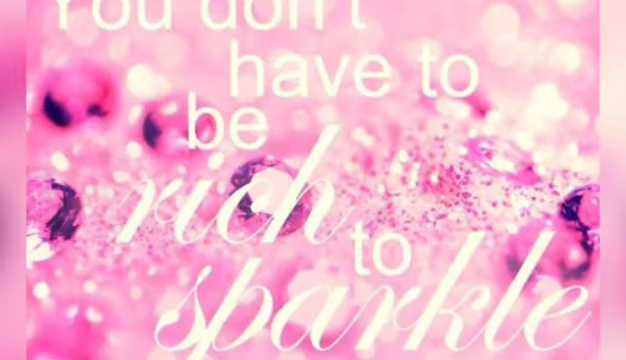 You don't
have to
be
rich
to
sparkle